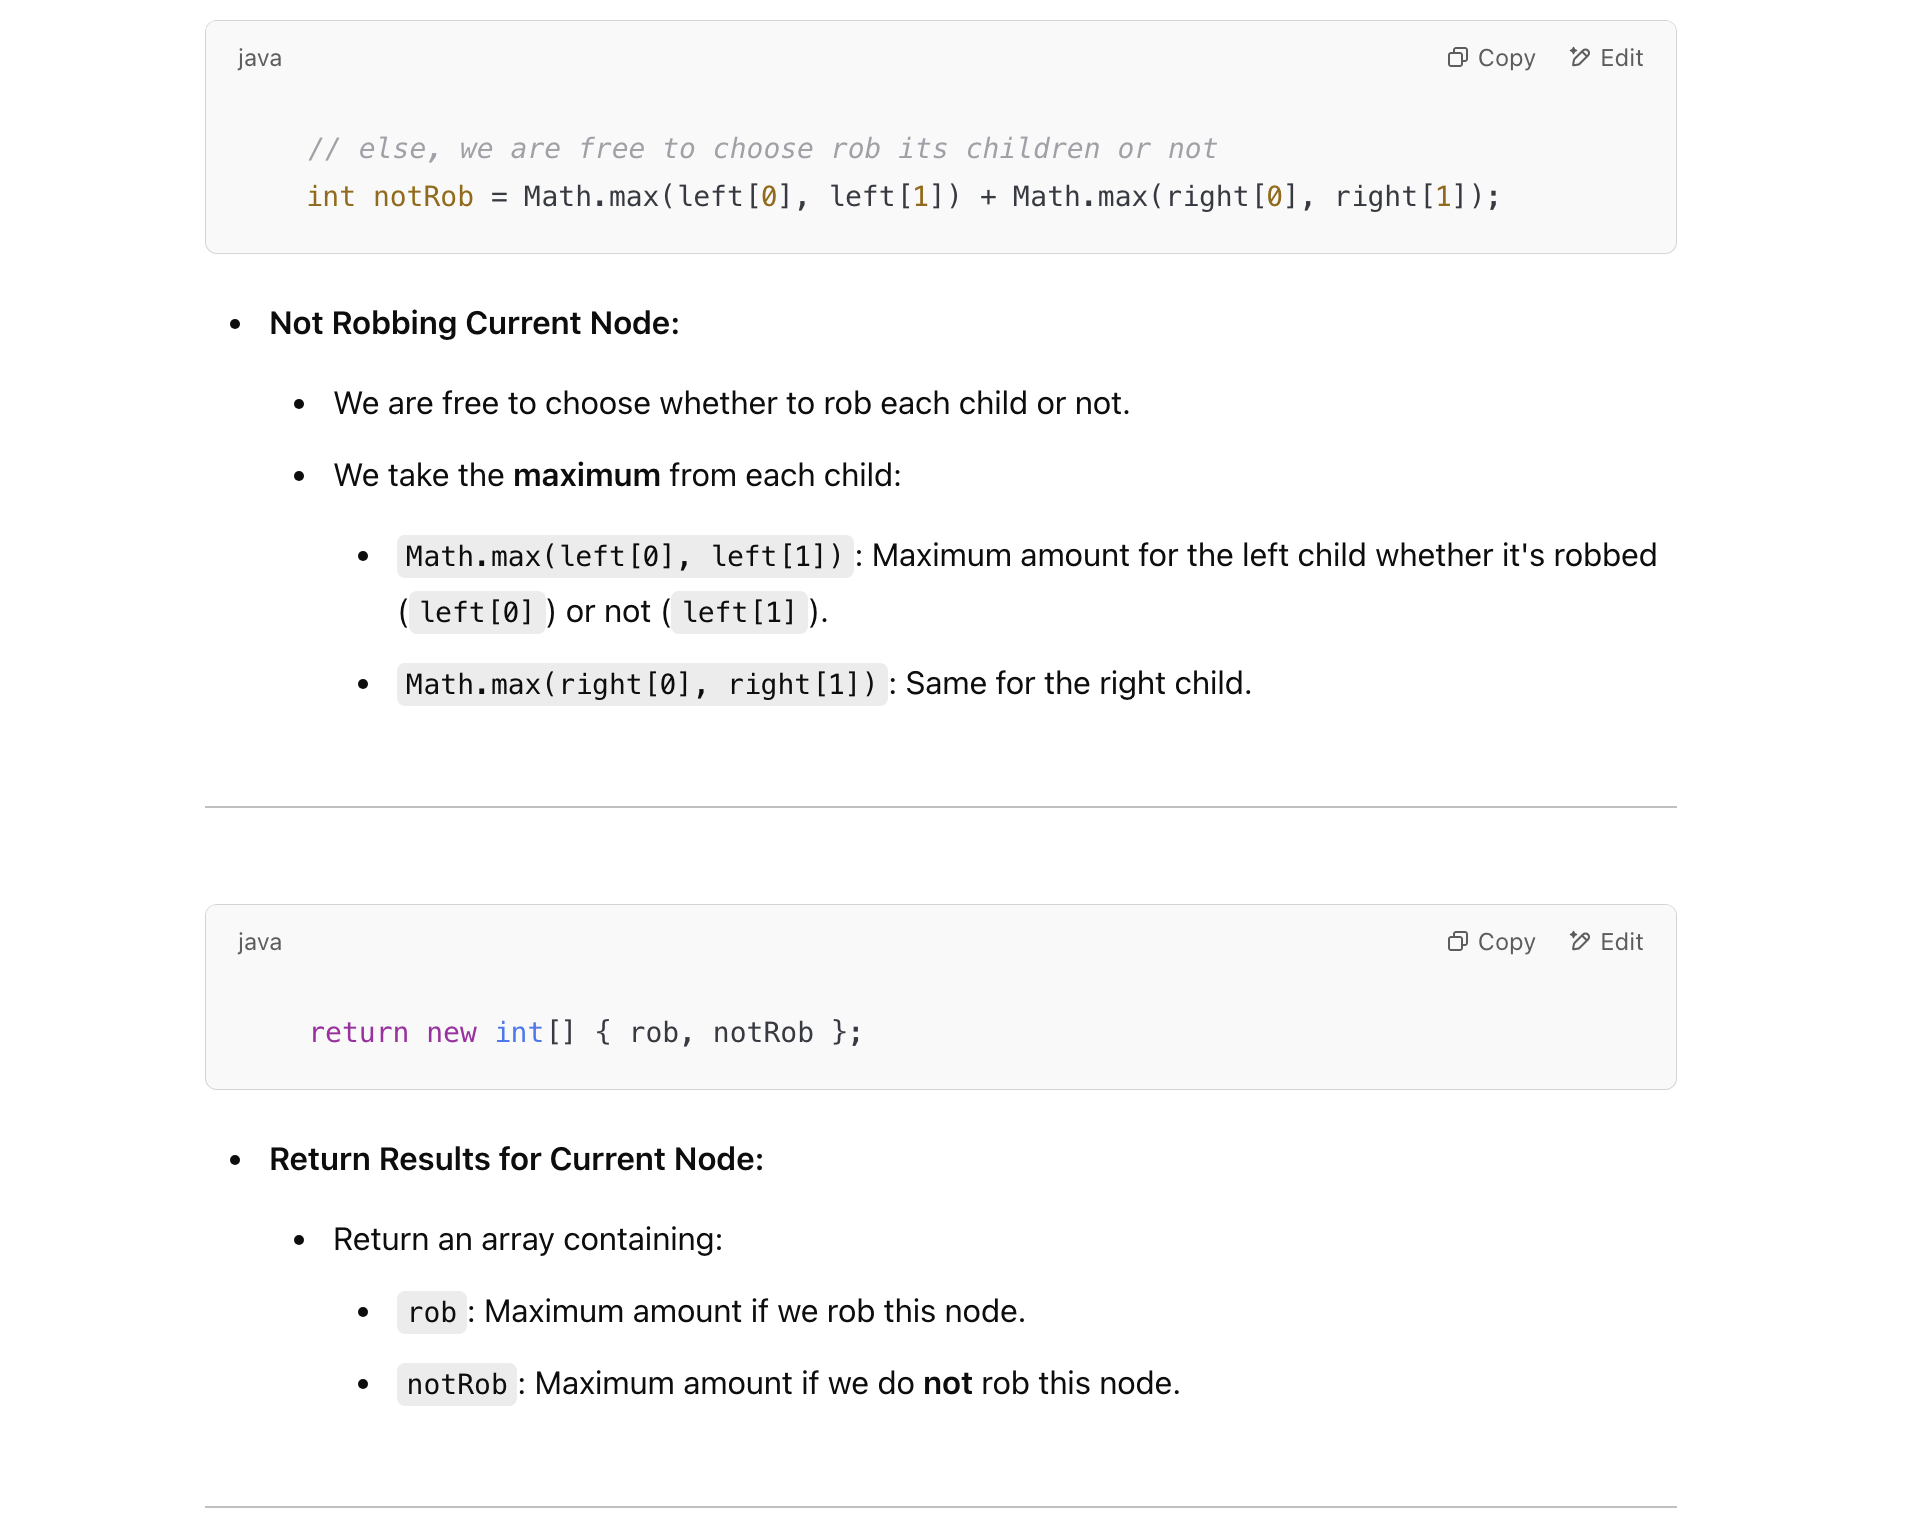 java
Copy
Edit
// else, we are free to choose rob its children or not
int notRob = Math.max(left[0], left[1]) + Math.max(right[0], right[1]);
Not Robbing Current Node:
We are free to choose whether to rob each child or not.
We take the maximum from each child:
Math.max(left[0], left[1]): Maximum amount for the left child whether it's robbed
(left[0]) or not (left[1]).
Math.max(right[0], right[1]): Same for the right child.
java
Copy
Edit
return new int[] { rob, notRob };
Return Results for Current Node:
Return an array containing:
rob: Maximum amount if we rob this node.
notRob: Maximum amount if we do not rob this node.